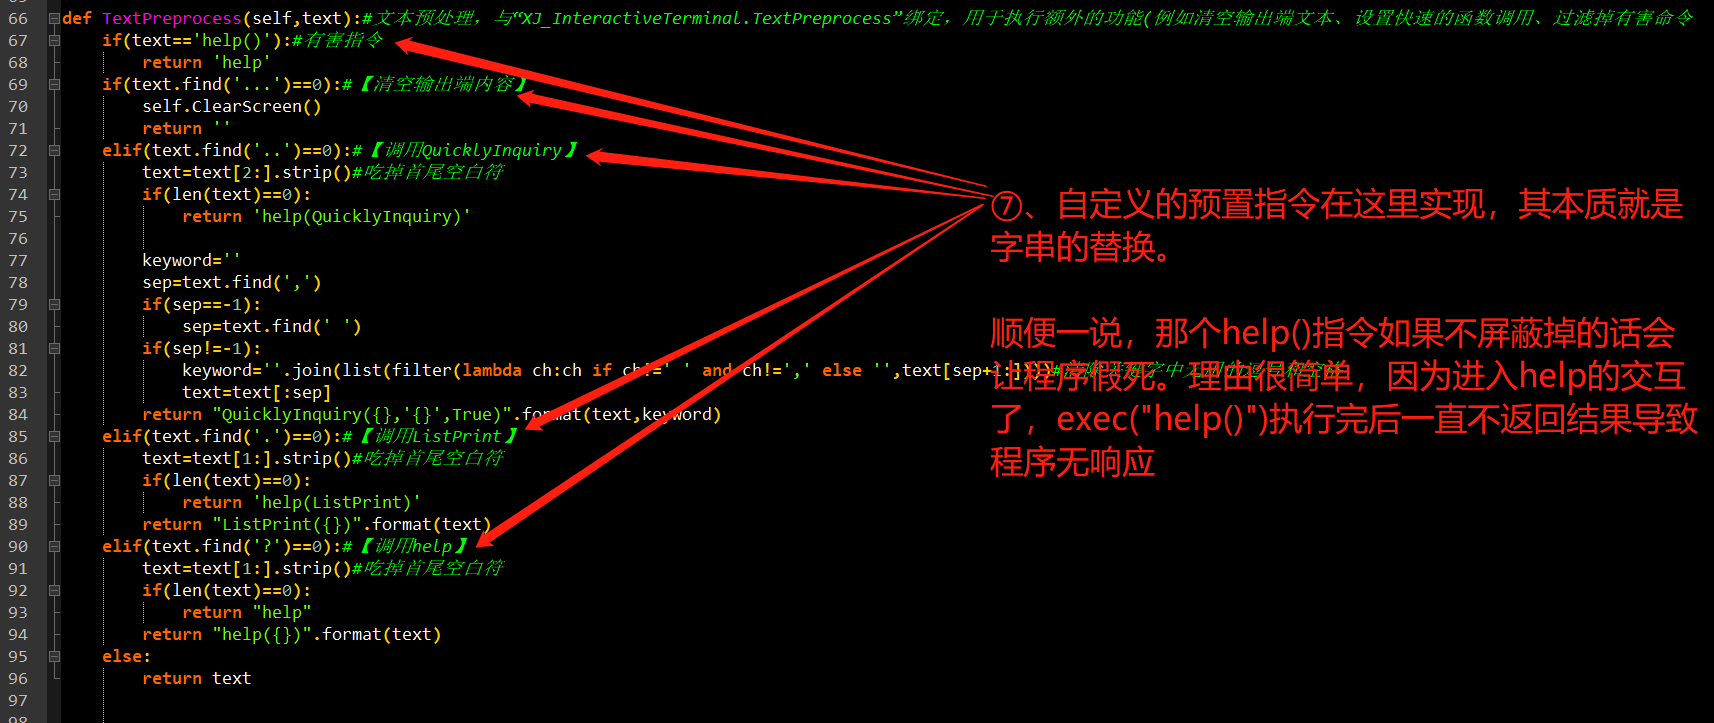 66 def TextPreprocess(self,text):#文本预处理，与“XJ_InteractiveTerminal.TextPreprocess”绑定，用于执行额外的功能(例如清空输出端文本、设置快速的函数调用、过滤掉有害命令
67 if(text=='help()'):#有害指令
68 return 'help'
69 if(text.find('...')==0):#【清空输出端内容】
70 self.ClearScreen()
71 return ''
72 elif(text.find('..')==0):#【调用QuicklyInquiry】
73 text=text[2:].strip()#吃掉首尾空白符
74 if(len(text)==0):
75 return 'help(QuicklyInquiry)'
76
77 keyword=''
78 sep=text.find(',')
79 if(sep==-1):
80 sep=text.find(' ')
81 if(sep!=-1):
82 keyword=''.join(list(filter(lambda ch:ch if ch!=' ' and ch!=',' else '',text[sep+1:])))#
83 text=text[:sep]
84 return "QuicklyInquiry({},'{}',True)".format(text,keyword)
85 elif(text.find('.')==0):#【调用ListPrint】
86 text=text[1:].strip()#吃掉首尾空白符
87 if(len(text)==0):
88 return 'help(ListPrint)'
89 return "ListPrint({})".format(text)
90 elif(text.find('?')==0):#【调用help】
91 text=text[1:].strip()#吃掉首尾空白符
92 if(len(text)==0):
93 return "help"
94 return "help({})".format(text)
95 else:
96 return text
97
98
⑦、自定义的预置指令在这里实现，其本质就是
字串的替换。
顺便一说，那个help()指令如果不屏蔽掉的话会
让程序假死。理由很简单，因为进入help的交互
了，exec("help()")执行完后一直不返回结果导致
程序无响应